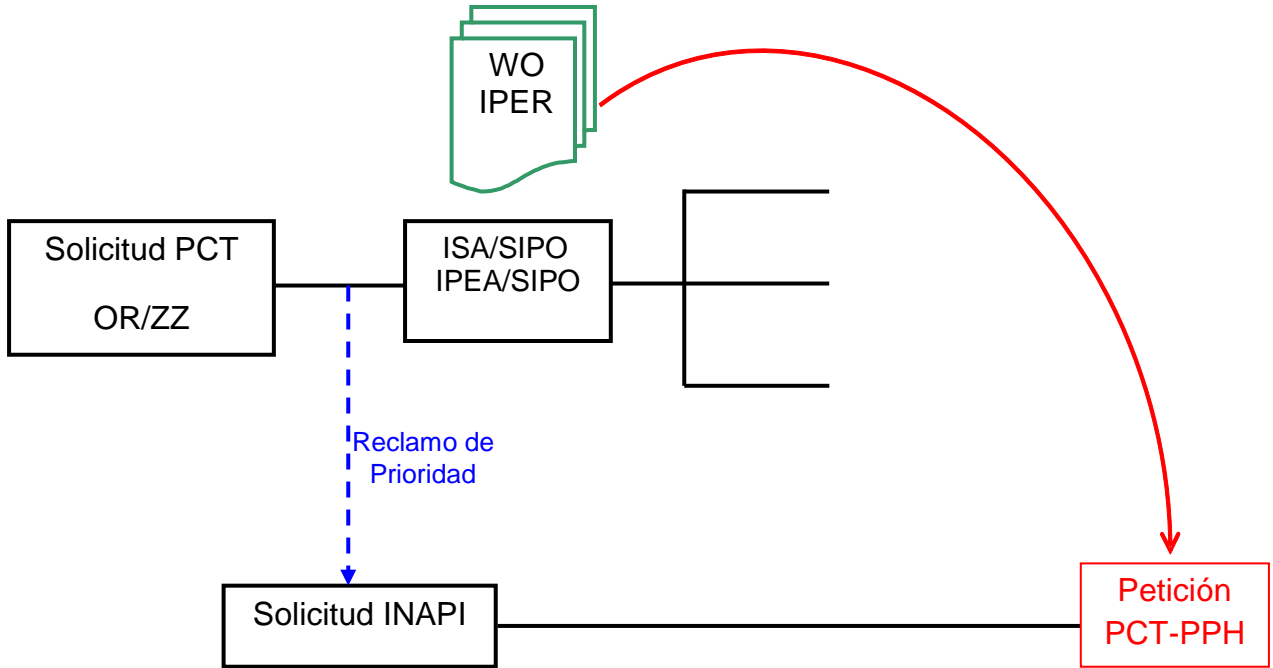 WO
IPER
Solicitud PCT
OR/ZZ
ISA/SIPO
IPEA/SIPO
Reclamo de
Prioridad
Solicitud INAPI
Petición
PCT-PPH